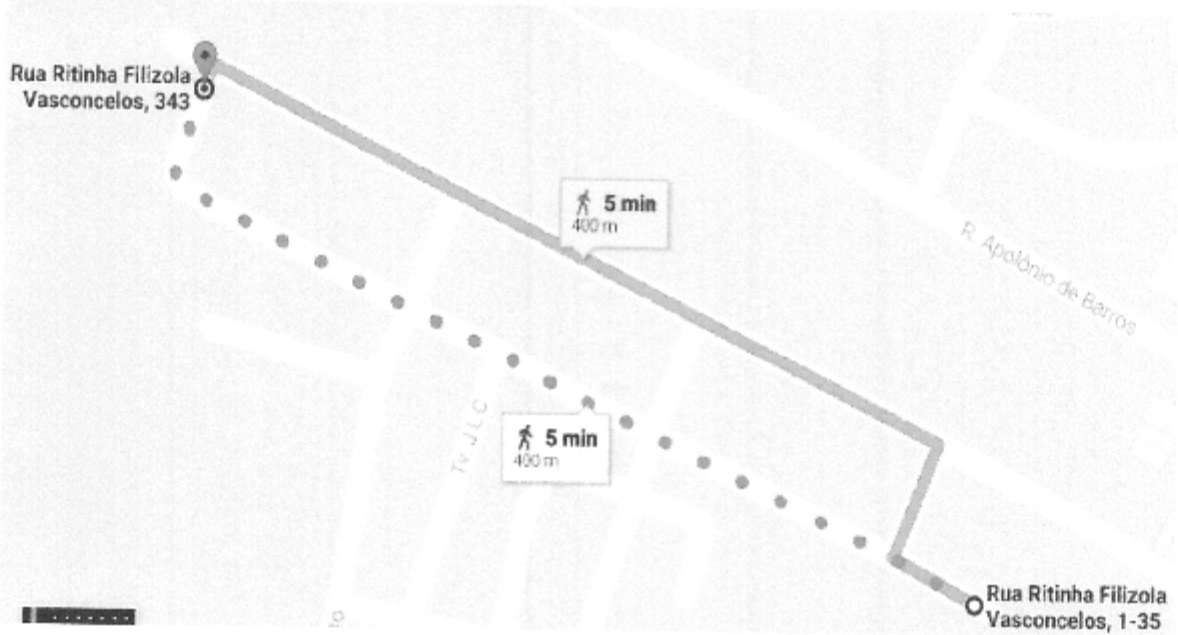 Rua Ritinha Filizola
Vasconcelos, 343
5 min
400 m
R. Apolônio de Barros
5 min
400 m
Tv. JLC
Rua Ritinha Filizola
Vasconcelos, 1-35